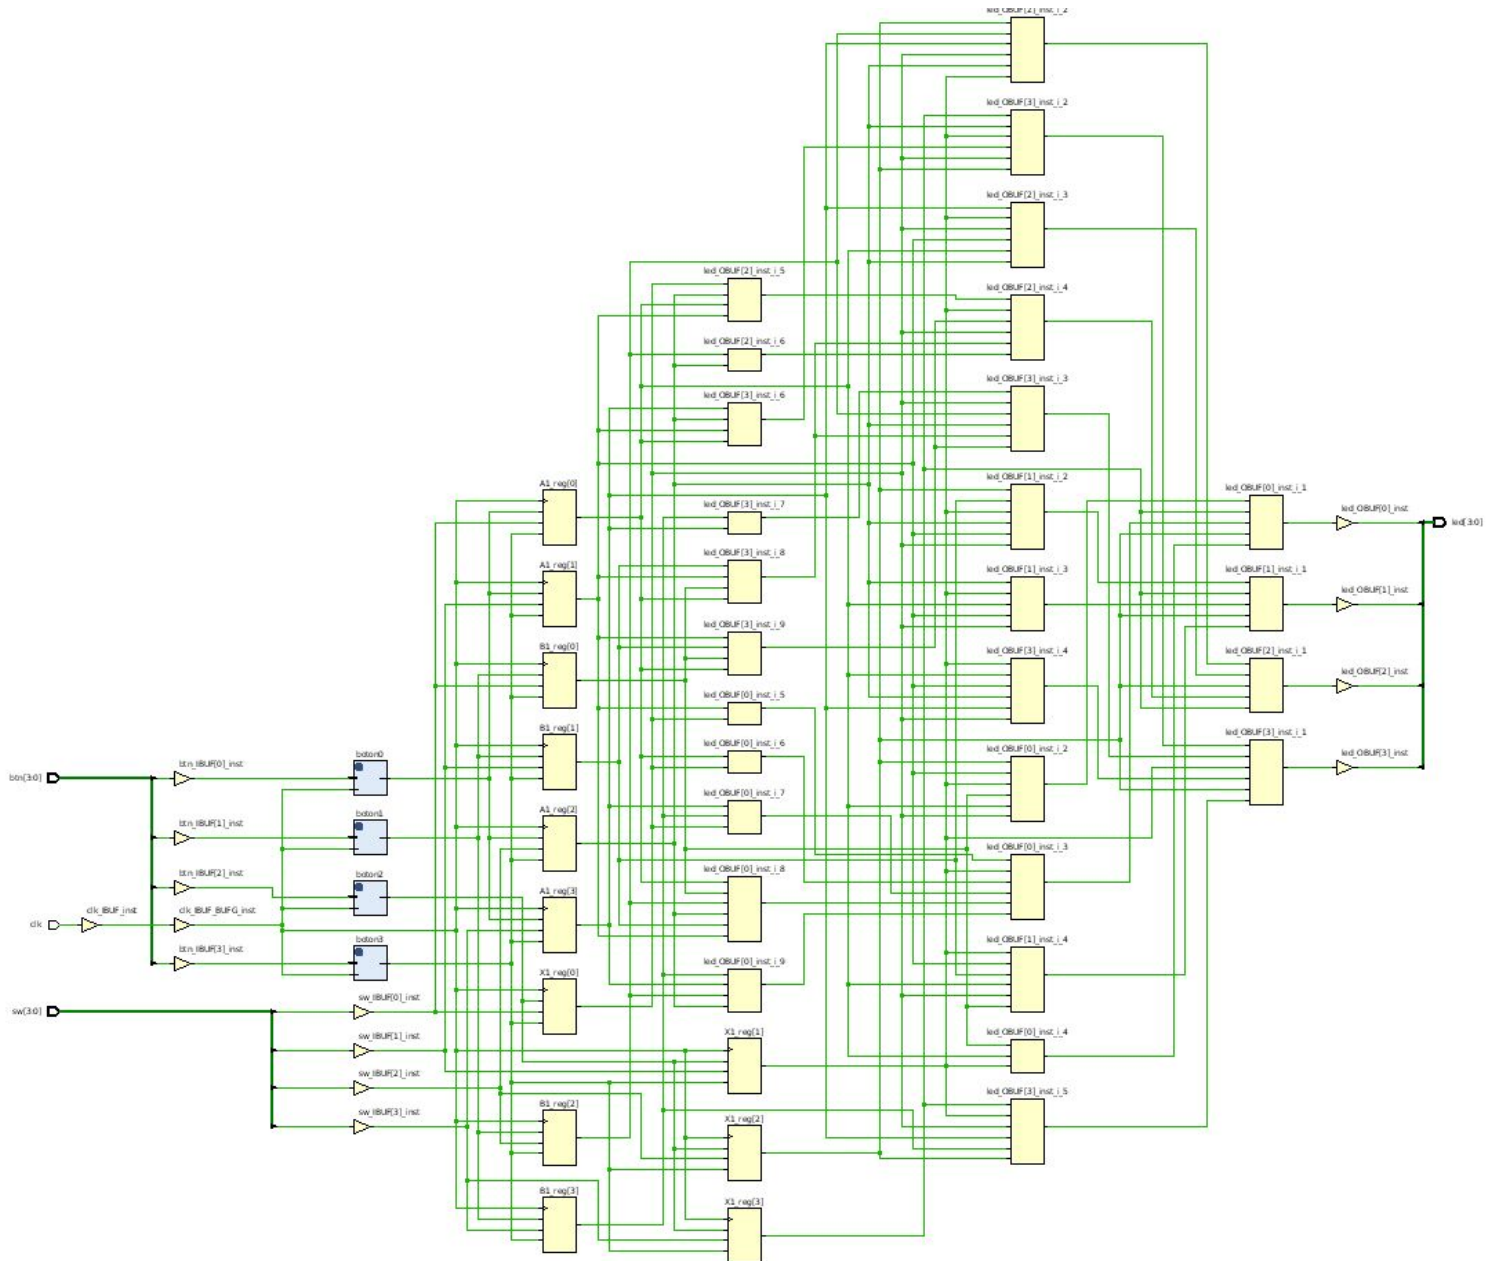 led_OBUF[2]_inst_i_2
led_OBUF[3]_inst_i_2
led_OBUF[2]_inst_i_3
led_OBUF[2]_inst_i_5
led_OBUF[2]_inst_i_4
led_OBUF[2]_inst_i_6
led_OBUF[3]_inst_i_3
led_OBUF[3]_inst_i_6
A1_reg[0]
led_OBUF[1]_inst_i_2
led_OBUF[0]_inst_i_1
led_OBUF[3]_inst_i_7
led_OBUF[0]_inst
led[3:0]
led_OBUF[3]_inst_i_8
A1_reg[1]
led_OBUF[1]_inst_i_3
led_OBUF[1]_inst_i_1
led_OBUF[1]_inst
led_OBUF[3]_inst_i_9
B1_reg[0]
led_OBUF[3]_inst_i_4
led_OBUF[2]_inst_i_1
led_OBUF[2]_inst
led_OBUF[0]_inst_i_5
B1_reg[1]
led_OBUF[0]_inst_i_6
led_OBUF[0]_inst_i_2
led_OBUF[3]_inst_i_1
led_OBUF[3]_inst
boton0
btn_IBUF[0]_inst
btn[3:0]
led_OBUF[0]_inst_i_7
A1_reg[2]
boton1
btn_IBUF[1]_inst
led_OBUF[0]_inst_i_3
led_OBUF[0]_inst_i_8
boton2
btn_IBUF[2]_inst
A1_reg[3]
clk_IBUF_inst
clk_IBUF_BUFG_inst
clk
boton3
btn_IBUF[3]_inst
led_OBUF[1]_inst_i_4
led_OBUF[0]_inst_i_9
X1_reg[0]
sw_IBUF[0]_inst
sw[3:0]
X1_reg[1]
led_OBUF[0]_inst_i_4
sw_IBUF[1]_inst
sw_IBUF[2]_inst
led_OBUF[3]_inst_i_5
B1_reg[2]
sw_IBUF[3]_inst
X1_reg[2]
B1_reg[3]
X1_reg[3]